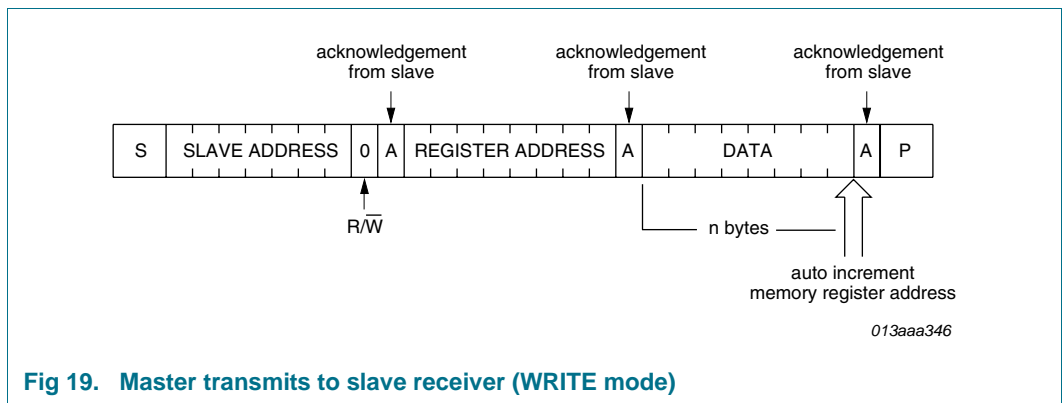 acknowledgement
from slave
acknowledgement
from slave
acknowledgement
from slave
S SLAVE ADDRESS 0 A REGISTER ADDRESS A DATA A P
R/W̅
n bytes
auto increment
memory register address
013aaa346
Fig 19. Master transmits to slave receiver (WRITE mode)